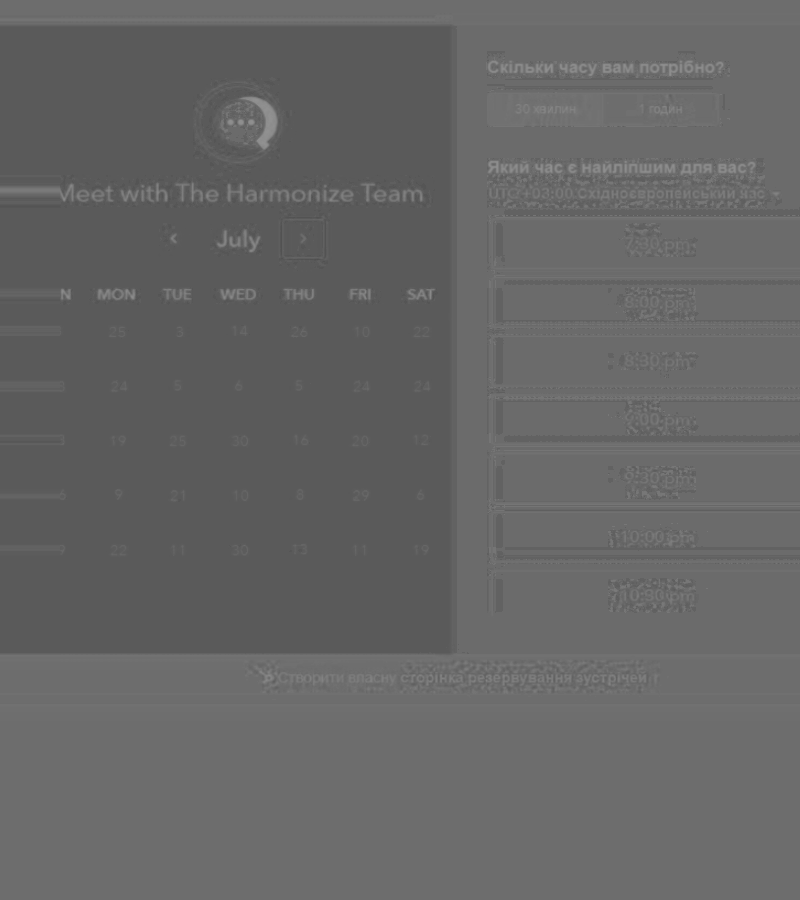 Meet with The Harmonize Team
July
N MON TUE WED THU FRI SAT
25 3 14 26 10 22
24 5 6 5 24 24
19 25 30 16 20 12
6 9 21 10 8 29 6
9 22 11 30 13 11 19
Скільки часу вам потрібно?
30 хвилин 1 годин
Який час є найліпшим для вас?
UTC +03:00 Східноєвропейський час
7:30 pm
8:00 pm
8:30 pm
9:00 pm
9:30 pm
10:00 pm
10:30 pm
Створити власну сторінка резервування зустрічей